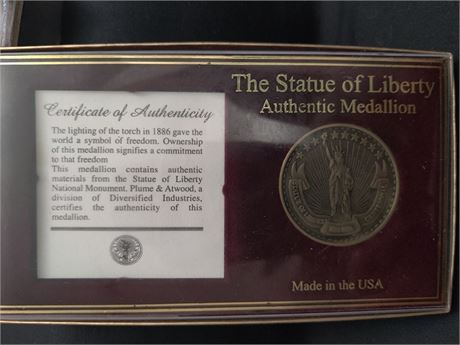 The Statue of Liberty
Authentic Medallion
Certificate of Authenticity
The lighting of the torch in 1886 gave the
world a symbol of freedom. Ownership
of this medallion signifies a commitment
to that freedom
This medallion contains authentic
materials from the Statue of Liberty
National Monument. Plume & Atwood, a
division of Diversified Industries,
certifies the authenticity of this
medallion.
Made in the USA